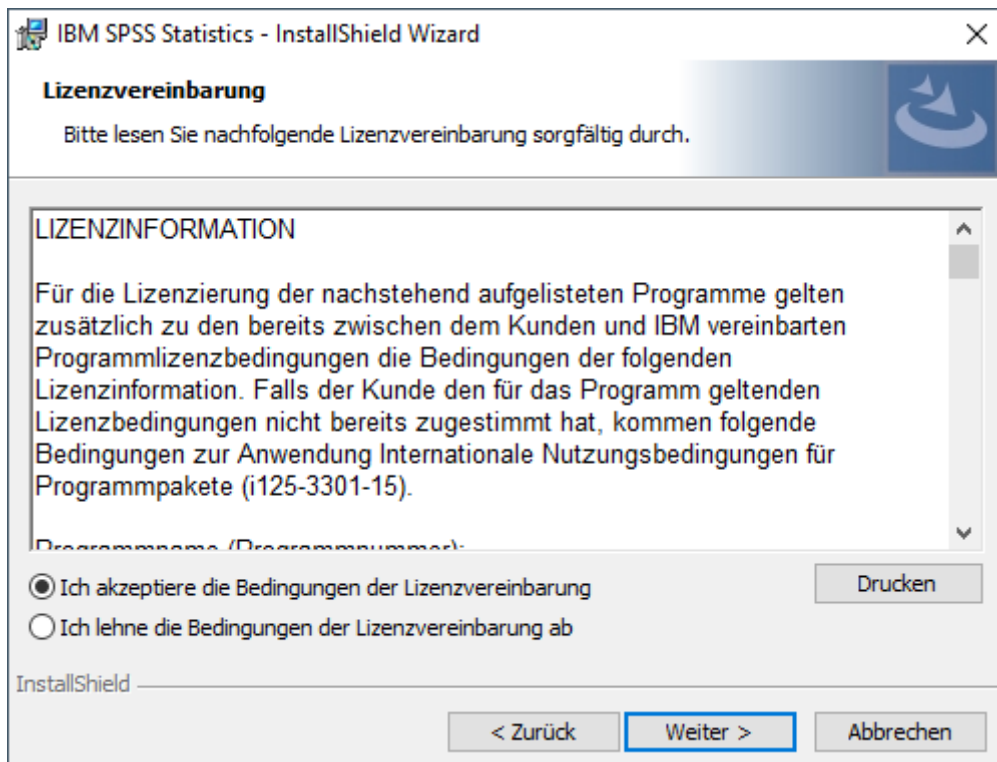 IBM SPSS Statistics - InstallShield Wizard
Lizenzvereinbarung
Bitte lesen Sie nachfolgende Lizenzvereinbarung sorgfältig durch.
LIZENZINFORMATION
Für die Lizenzierung der nachstehend aufgelisteten Programme gelten
zusätzlich zu den bereits zwischen dem Kunden und IBM vereinbarten
Programmlizenzbedingungen die Bedingungen der folgenden
Lizenzinformation. Falls der Kunde den für das Programm geltenden
Lizenzbedingungen nicht bereits zugestimmt hat, kommen folgende
Bedingungen zur Anwendung Internationale Nutzungsbedingungen für
Programmpakete (i125-3301-15).
Programmname (Programmnummer):
Ich akzeptiere die Bedingungen der Lizenzvereinbarung
Drucken
Ich lehne die Bedingungen der Lizenzvereinbarung ab
InstallShield
< Zurück
Weiter >
Abbrechen